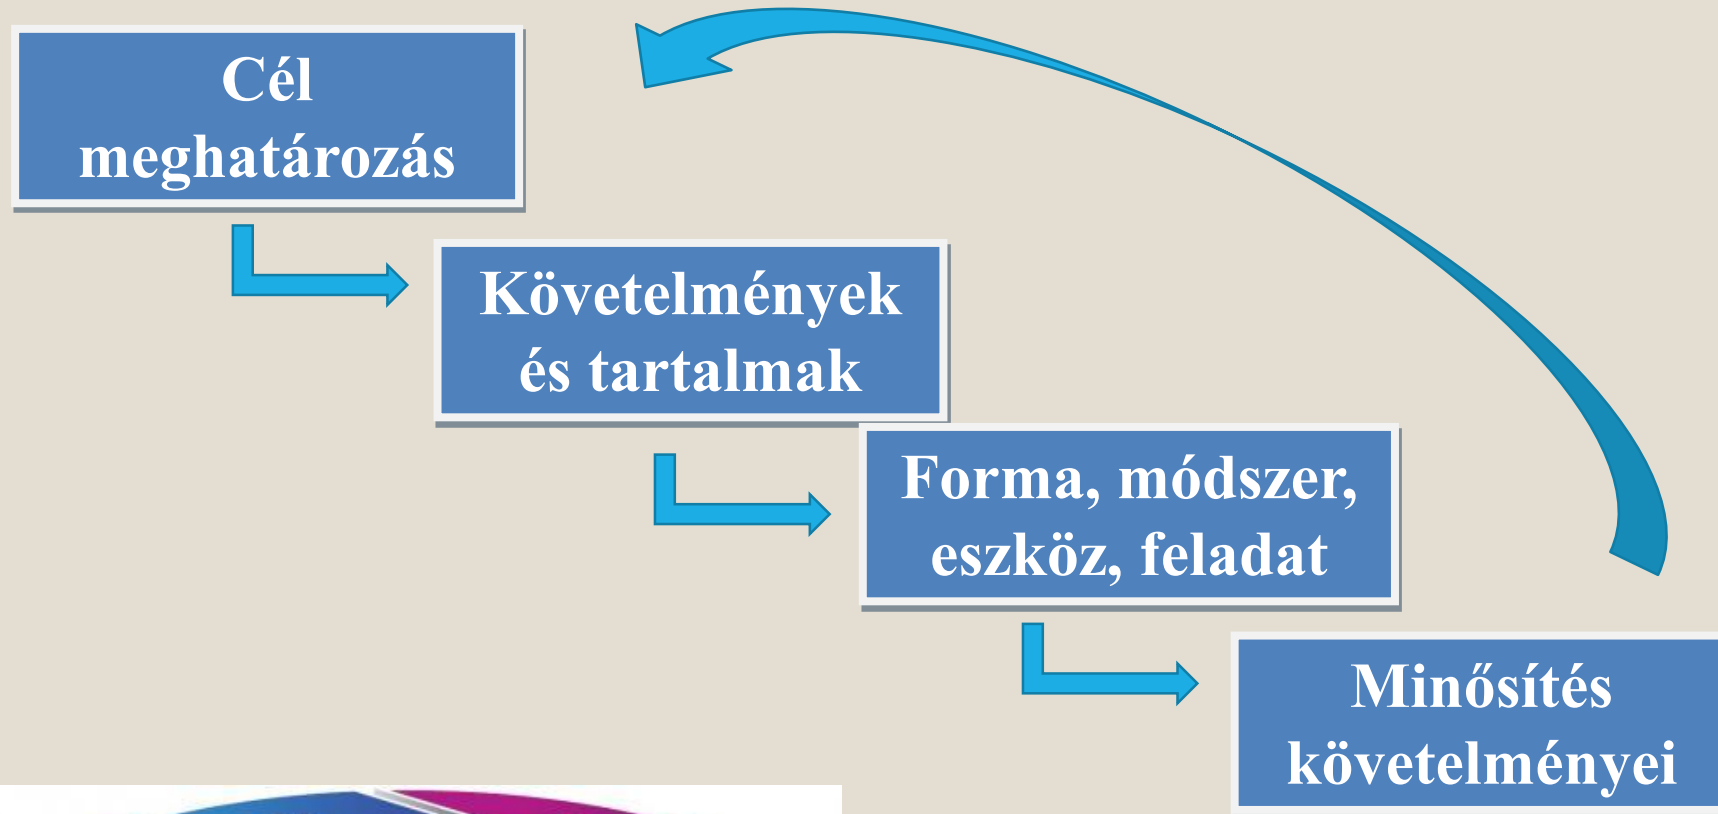 Cél
meghatározás
Követelmények
és tartalmak
Forma, módszer,
eszköz, feladat
Minősítés
követelményei